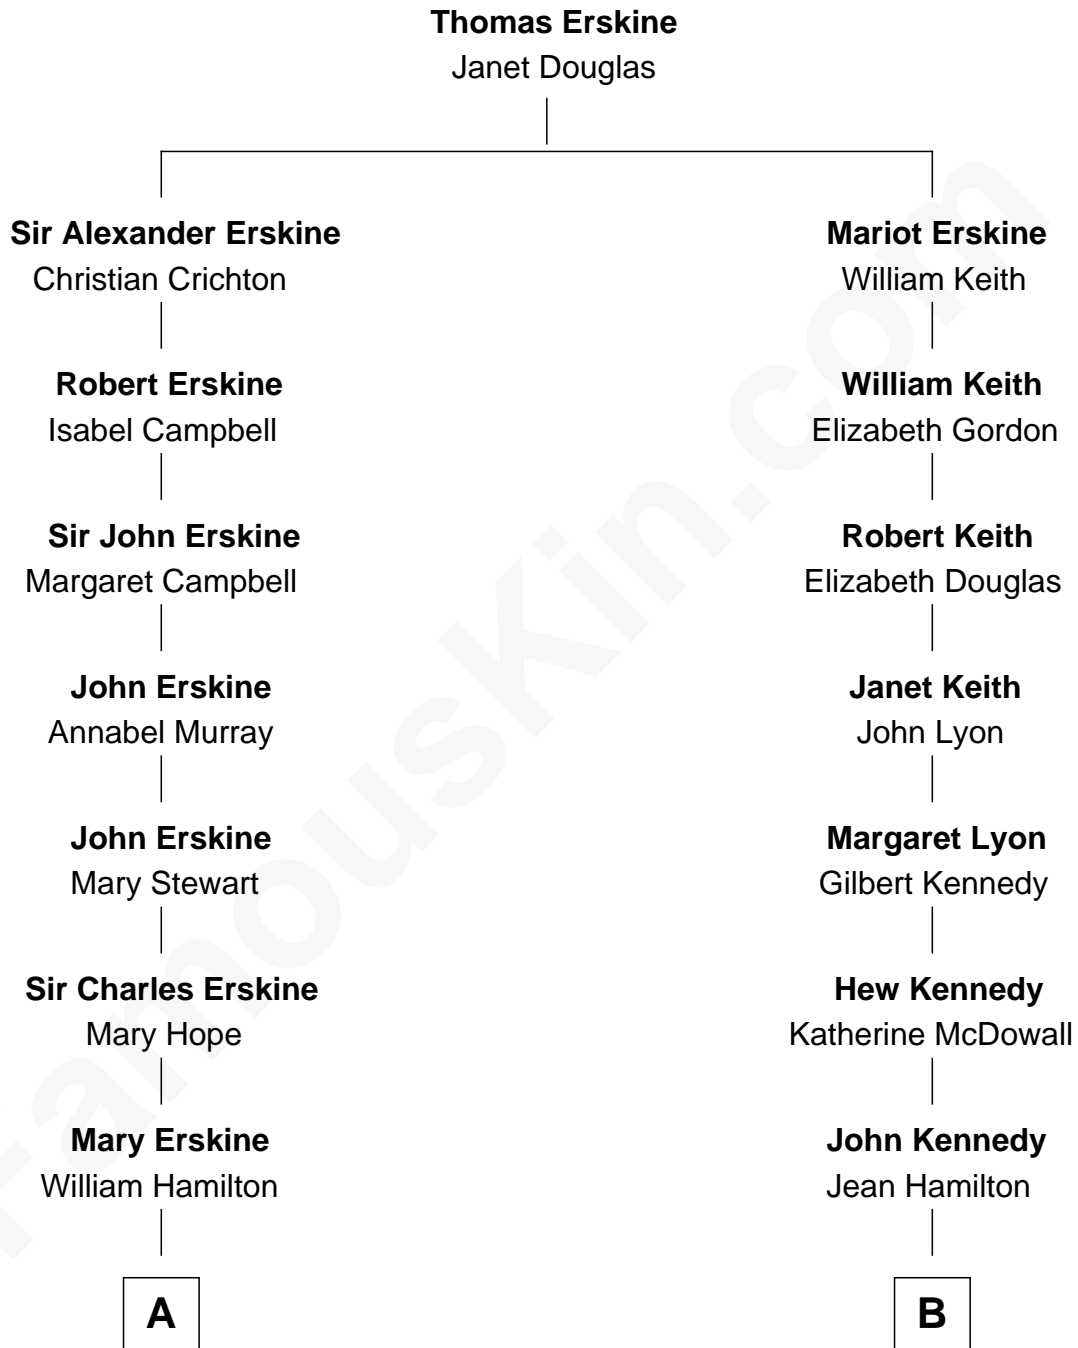 Thomas Erskine
Janet Douglas
Sir Alexander Erskine
Christian Crichton
Robert Erskine
Isabel Campbell
Sir John Erskine
Margaret Campbell
John Erskine
Annabel Murray
John Erskine
Mary Stewart
Sir Charles Erskine
Mary Hope
Mary Erskine
William Hamilton
A
Mariot Erskine
William Keith
William Keith
Elizabeth Gordon
Robert Keith
Elizabeth Douglas
Janet Keith
John Lyon
Margaret Lyon
Gilbert Kennedy
Hew Kennedy
Katherine McDowall
John Kennedy
Jean Hamilton
B
FamousKin.com